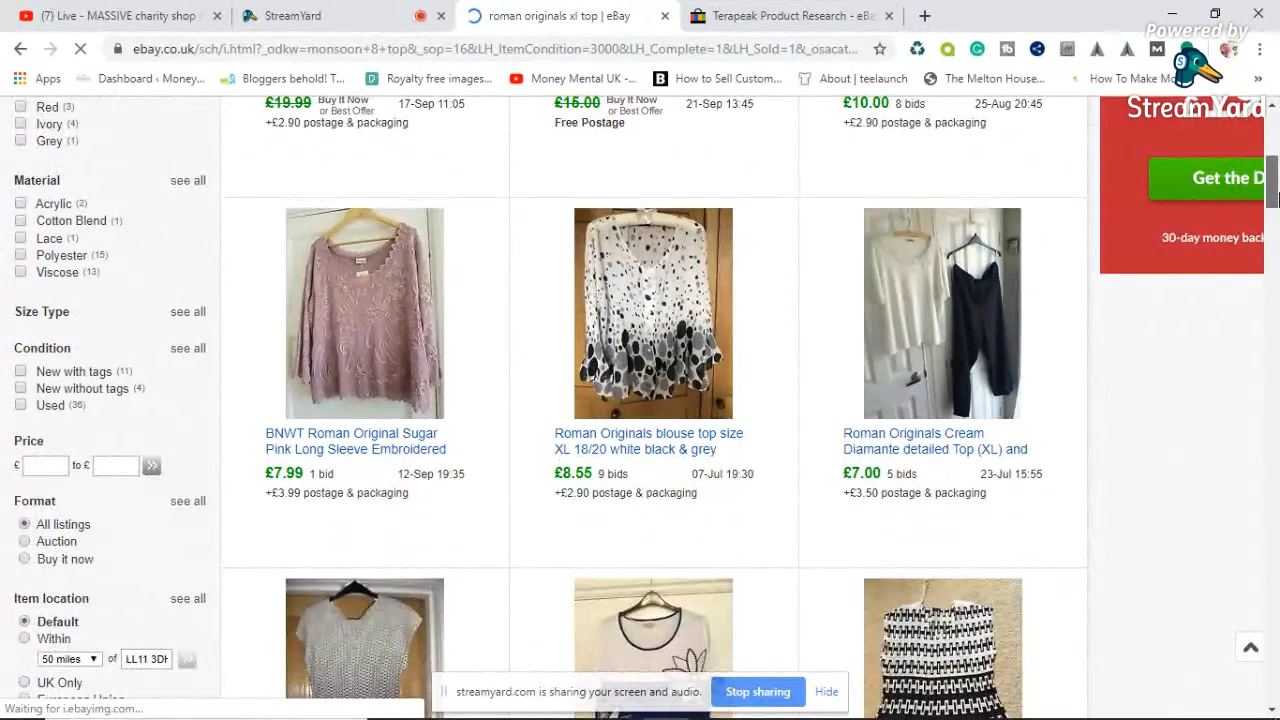 (7) Live - MASSIVE charity shop
StreamYard
roman originals xl top | eBay
Terapeak Product Research - eB
Powered by
StreamYard
ebay.co.uk/sch/i.html?_odkw=monsoon+8+top&_sop=16&LH_ItemCondition=3000&LH_Complete=1&LH_Sold=1&_osacat...
Apps
Dashboard ‹ Money...
Bloggers behold! T...
Royalty free images...
Money Mental UK -...
How to Sell Custom...
About | teelaunch
The Melton House...
How To Make Mo
»
Red (3)
Ivory (4)
Grey (1)
Material see all
Acrylic (2)
Cotton Blend (1)
Lace (1)
Polyester (15)
Viscose (13)
Size Type see all
Condition see all
New with tags (11)
New without tags (4)
Used (36)
Price
£ to £
Format see all
All listings
Auction
Buy it now
Item location see all
Default
Within
50 miles of LL11 3DH
UK Only
£19.99 Buy It Now 17-Sep 11:05
or Best Offer
+£2.90 postage & packaging
£15.00 Buy It Now 21-Sep 13:45
or Best Offer
Free Postage
£10.00 8 bids 25-Aug 20:45
+£2.90 postage & packaging
BNWT Roman Original Sugar
Pink Long Sleeve Embroidered
£7.99 1 bid 12-Sep 19:35
+£3.99 postage & packaging
Roman Originals blouse top size
XL 18/20 white black & grey
£8.55 9 bids 07-Jul 19:30
+£2.90 postage & packaging
Roman Originals Cream
Diamante detailed Top (XL) and
£7.00 5 bids 23-Jul 15:55
+£3.50 postage & packaging
Get the D
30-day money back
streamyard.com is sharing your screen and audio.
Stop sharing
Hide
Waiting for i.ebayimg.com...